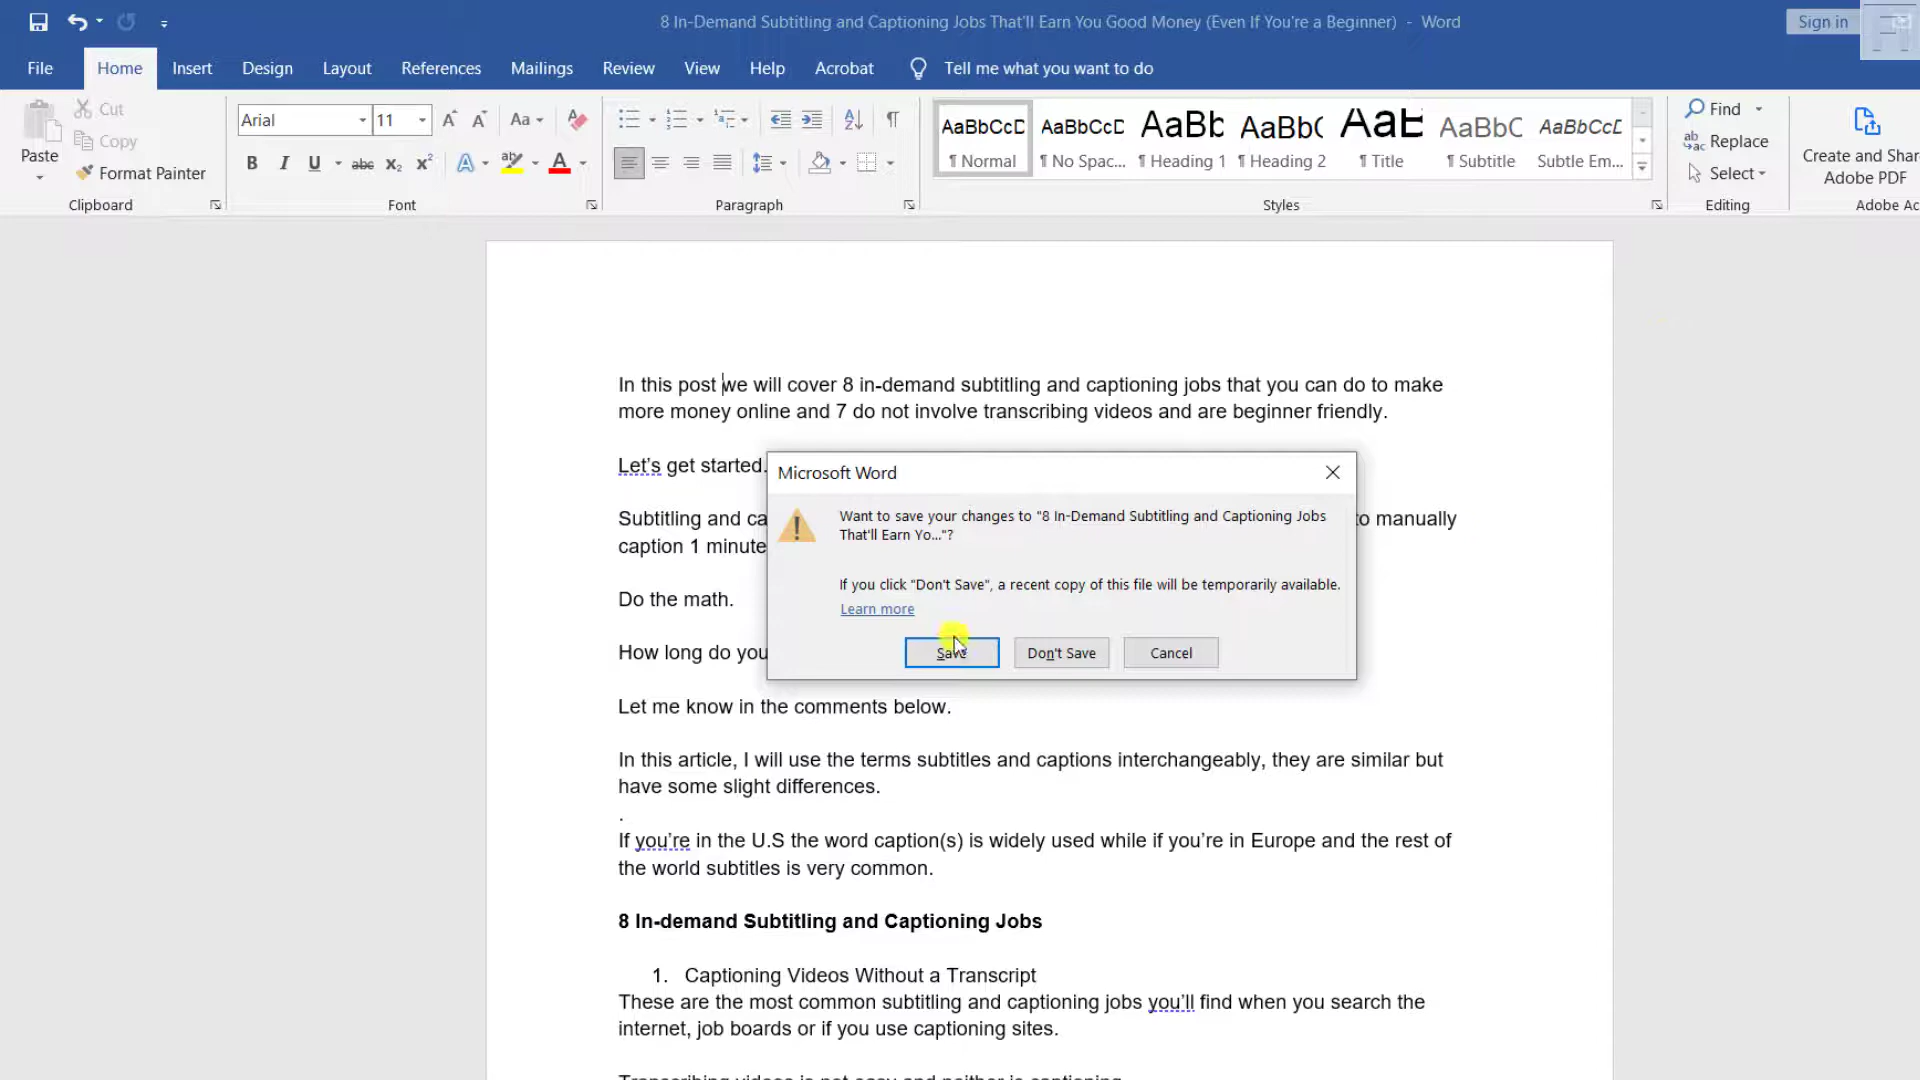 8 In-Demand Subtitling and Captioning Jobs That'll Earn You Good Money (Even If You're a Beginner) - Word
Sign in
File Home Insert Design Layout References Mailings Review View Help Acrobat Tell me what you want to do
Paste
Cut
Copy
Format Painter
Clipboard
Arial 11
Font
Paragraph
AaBbCcD AaBbCcD AaBb AaBb AaB AaBbC AaBbCcD
¶ Normal ¶ No Spac... ¶ Heading 1 ¶ Heading 2 ¶ Title ¶ Subtitle Subtle Em...
Styles
Find
Replace
Select
Editing
Create and Shar
Adobe PDF
Adobe Ac
In this post we will cover 8 in-demand subtitling and captioning jobs that you can do to make
more money online and 7 do not involve transcribing videos and are beginner friendly.
Let's get started.
Subtitling and ca to manually
caption 1 minute
Do the math.
How long do you
Microsoft Word
Want to save your changes to "8 In-Demand Subtitling and Captioning Jobs
That'll Earn Yo..."?
If you click "Don't Save", a recent copy of this file will be temporarily available.
Learn more
Save Don't Save Cancel
Let me know in the comments below.
In this article, I will use the terms subtitles and captions interchangeably, they are similar but
have some slight differences.
.
If you're in the U.S the word caption(s) is widely used while if you're in Europe and the rest of
the world subtitles is very common.
8 In-demand Subtitling and Captioning Jobs
1. Captioning Videos Without a Transcript
These are the most common subtitling and captioning jobs you'll find when you search the
internet, job boards or if you use captioning sites.
Transcribing videos is not easy and neither is captioning